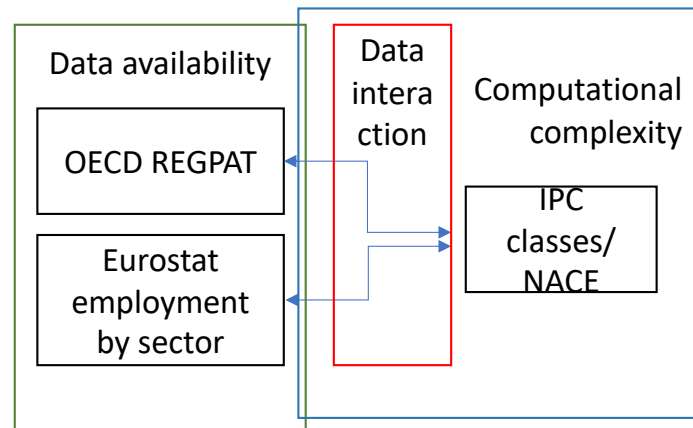 Data availability
OECD REGPAT
Eurostat
employment
by sector
Data
intera
ction
Computational
complexity
IPC
classes/
NACE